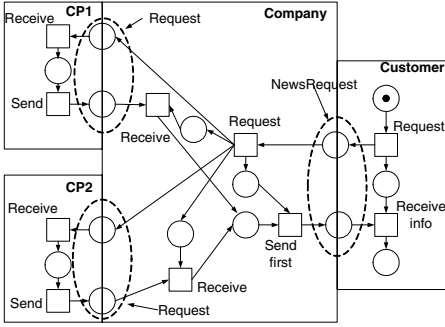 CP1
Request
Company
Receive
Customer
NewsRequest
Send
Request
Request
Receive
CP2
Receive
Receive
info
Send
first
Receive
Send
Request